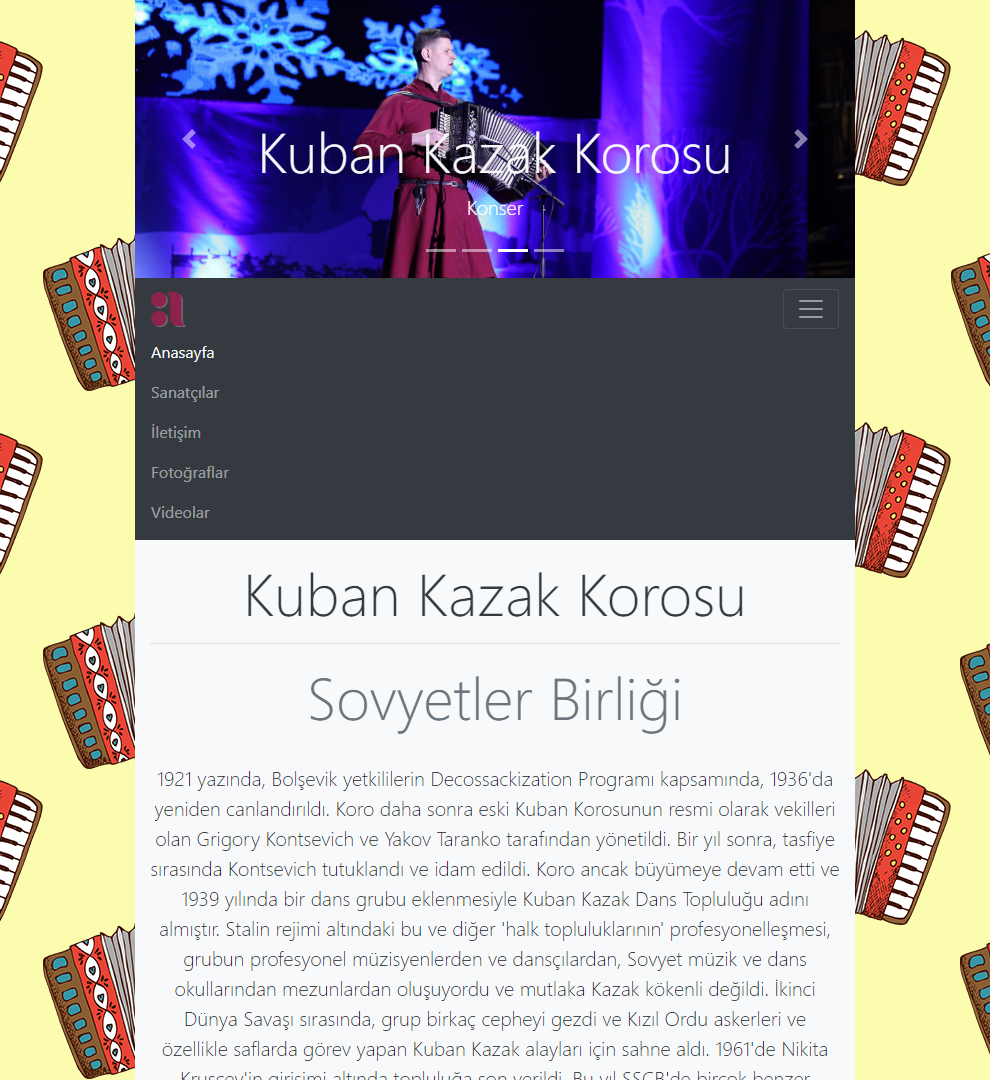 Kuban Kazak Korosu
Konser
a
Anasayfa
Sanatçılar
İletişim
Fotoğraflar
Videolar
Kuban Kazak Korosu
Sovyetler Birliği
1921 yazında, Bolşevik yetkililerin Decossackization Programı kapsamında, 1936'da
yeniden canlandırıldı. Koro daha sonra eski Kuban Korosunun resmi olarak vekilleri
olan Grigory Kontsevich ve Yakov Taranko tarafından yönetildi. Bir yıl sonra, tasfiye
sırasında Kontsevich tutuklandı ve idam edildi. Koro ancak büyümeye devam etti ve
1939 yılında bir dans grubu eklenmesiyle Kuban Kazak Dans Topluluğu adını
almıştır. Stalin rejimi altındaki bu ve diğer 'halk topluluklarının' profesyonelleşmesi,
grubun profesyonel müzisyenlerden ve dansçılardan, Sovyet müzik ve dans
okullarından mezunlardan oluşuyordu ve mutlaka Kazak kökenli değildi. İkinci
Dünya Savaşı sırasında, grup birkaç cepheyi gezdi ve Kızıl Ordu askerleri ve
özellikle saflarda görev yapan Kuban Kazak alayları için sahne aldı. 1961'de Nikita
Kruşçev'in girişimi altında topluluğa son verildi. Bu yıl SSCB'de birçok benzer